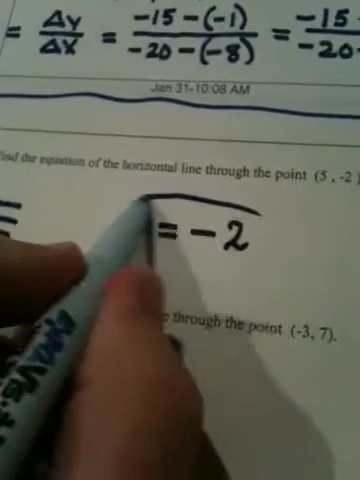 = Δy/Δx = -15-(-1)/-20-(-8) = -15/-20
Jan 31-10:08 AM
find the equation of the horizontal line through the point (5 , -2
= -2
through the point (-3, 7).